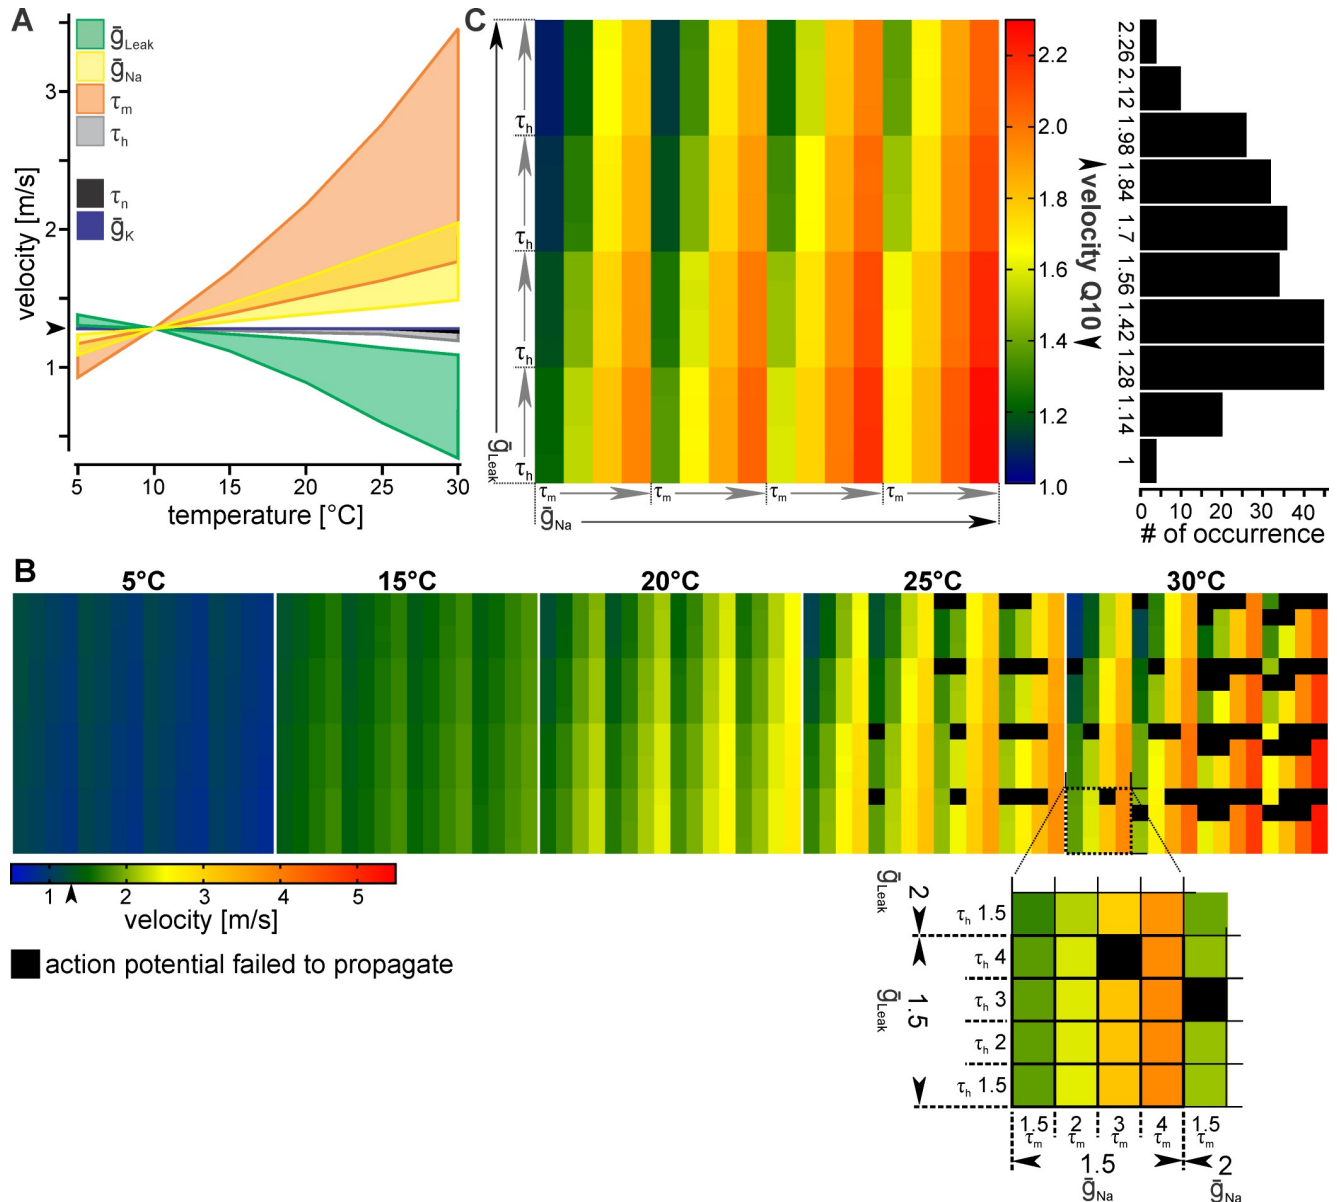 A
ḡLeak
ḡNa
τm
τh
τn
ḡK
velocity [m/s]
3
2
1
5 10 15 20 25 30
temperature [°C]
C
τh
τh
τh
τh
ḡLeak
τm τm τm τm
ḡNa
2.2
2.0
1.8
1.6
1.4
1.2
1.0
velocity Q10
2.26
2.12
1.98
1.84
1.7
1.56
1.42
1.28
1.14
1
0 10 20 30 40
# of occurrence
B
5°C 15°C 20°C 25°C 30°C
1 2 3 4 5
velocity [m/s]
action potential failed to propagate
2
ḡLeak
1.5
ḡLeak
τh 1.5
τh 4
τh 3
τh 2
τh 1.5
1.5 2 3 4 1.5
τm τm τm τm τm
1.5 2
ḡNa ḡNa